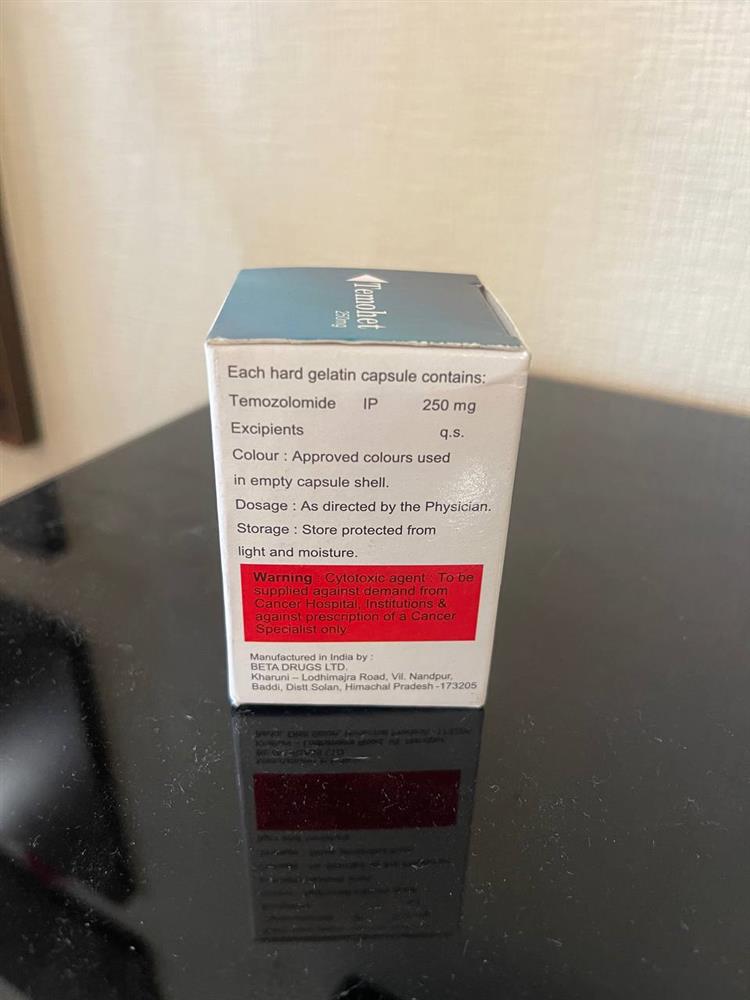 Temohet
250mg
Each hard gelatin capsule contains:
Temozolomide IP 250 mg
Excipients q.s.
Colour : Approved colours used
in empty capsule shell.
Dosage : As directed by the Physician.
Storage : Store protected from
light and moisture.
Warning : Cytotoxic agent : To be
supplied against demand from
Cancer Hospital, Institutions &
against prescription of a Cancer
Specialist only.
Manufactured in India by :
BETA DRUGS LTD.
Kharuni – Lodhimajra Road, Vil. Nandpur,
Baddi, Distt Solan, Himachal Pradesh -173205